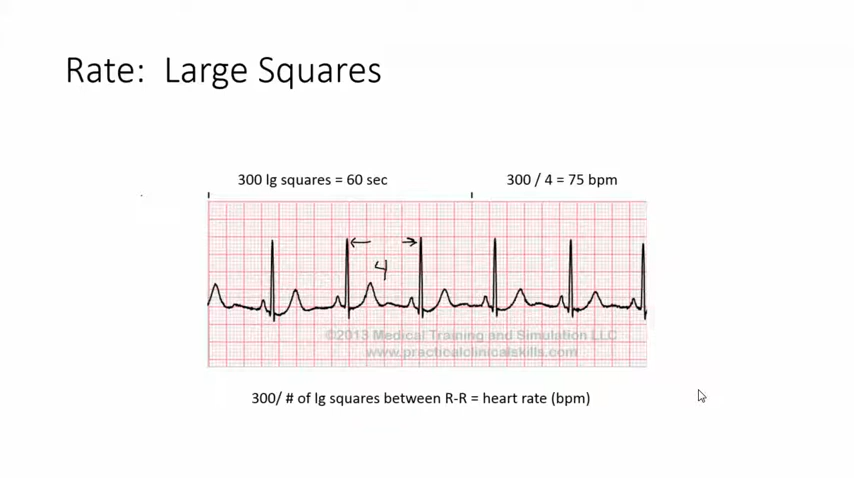 Rate: Large Squares
300 lg squares = 60 sec
300 / 4 = 75 bpm
4
©2013 Medical Training and Simulation LLC
www.practicalclinicalskills.com
300/ # of lg squares between R-R = heart rate (bpm)